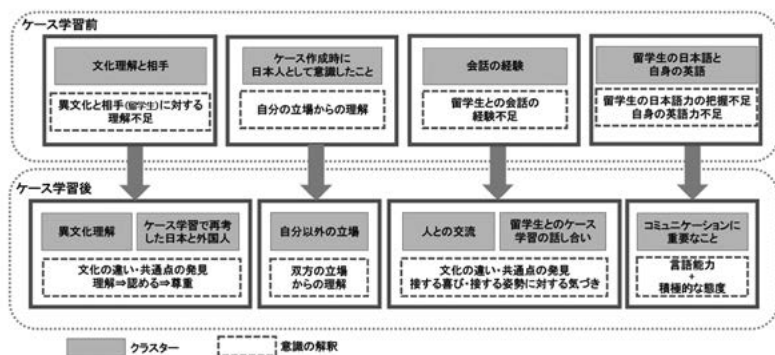 ケース学習前
文化理解と相手
異文化と相手(留学生)に対する
理解不足
ケース作成時に
日本人として意識したこと
自分の立場からの理解
会話の経験
留学生との会話の
経験不足
留学生の日本語と
自身の英語
留学生の日本語力の把握不足
自身の英語力不足
ケース学習後
異文化理解
ケース学習で再考
した日本と外国人
文化の違い・共通点の発見
理解⇒認める⇒尊重
自分以外の立場
双方の立場
からの理解
人との交流
留学生とのケース
学習の話し合い
文化の違い・共通点の発見
接する喜び・接する姿勢に対する気づき
コミュニケーションに
重要なこと
言語能力
+
積極的な態度
クラスター
意識の解釈